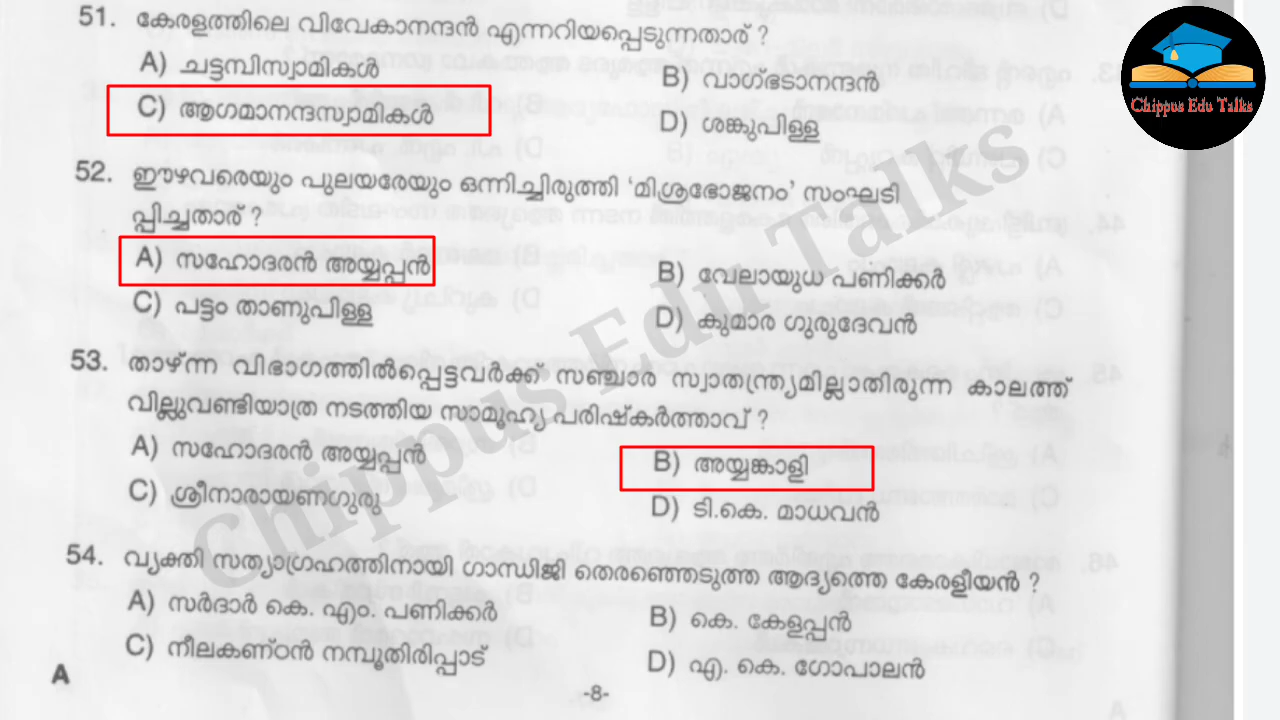 51. കേരളത്തിലെ വിവേകാനന്ദൻ എന്നറിയപ്പെടുന്നതാര് ?
A) ചട്ടമ്പിസ്വാമികൾ
B) വാഗ്ഭടാനന്ദൻ
C) ആഗമാനന്ദസ്വാമികൾ
D) ശങ്കുപിള്ള
52. ഈഴവരെയും പുലയരേയും ഒന്നിച്ചിരുത്തി ‘മിശ്രഭോജനം’ സംഘടി
പ്പിച്ചതാര് ?
A) സഹോദരൻ അയ്യപ്പൻ
B) വേലായുധ പണിക്കർ
C) പട്ടം താണുപിള്ള
D) കുമാര ഗുരുദേവൻ
53. താഴ്ന്ന വിഭാഗത്തിൽപ്പെട്ടവർക്ക് സഞ്ചാര സ്വാതന്ത്ര്യമില്ലാതിരുന്ന കാലത്ത്
വില്ലുവണ്ടിയാത്ര നടത്തിയ സാമൂഹ്യ പരിഷ്കർത്താവ് ?
A) സഹോദരൻ അയ്യപ്പൻ
B) അയ്യങ്കാളി
C) ശ്രീനാരായണഗുരു
D) ടി.കെ. മാധവൻ
54. വ്യക്തി സത്യാഗ്രഹത്തിനായി ഗാന്ധിജി തെരഞ്ഞെടുത്ത ആദ്യത്തെ കേരളീയൻ ?
A) സർദാർ കെ. എം. പണിക്കർ
B) കെ. കേളപ്പൻ
C) നീലകണ്ഠൻ നമ്പൂതിരിപ്പാട്
D) എ. കെ. ഗോപാലൻ
A
-8-
Chippus Edu Talks
Chippus Edu Talks